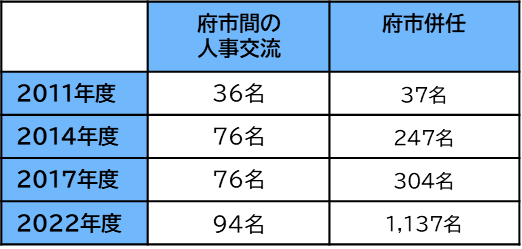 府市間の
人事交流
府市併任
2011年度 36名 37名
2014年度 76名 247名
2017年度 76名 304名
2022年度 94名 1,137名